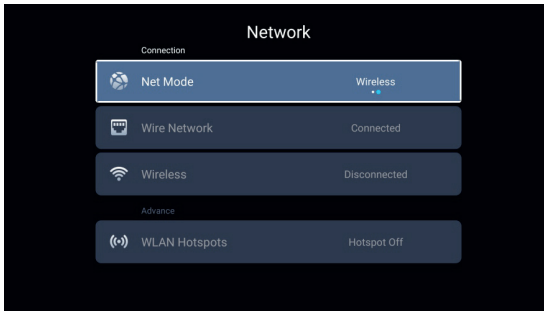 Network
Connection
Net Mode Wireless
Wire Network Connected
Wireless Disconnected
Advance
WLAN Hotspots Hotspot Off